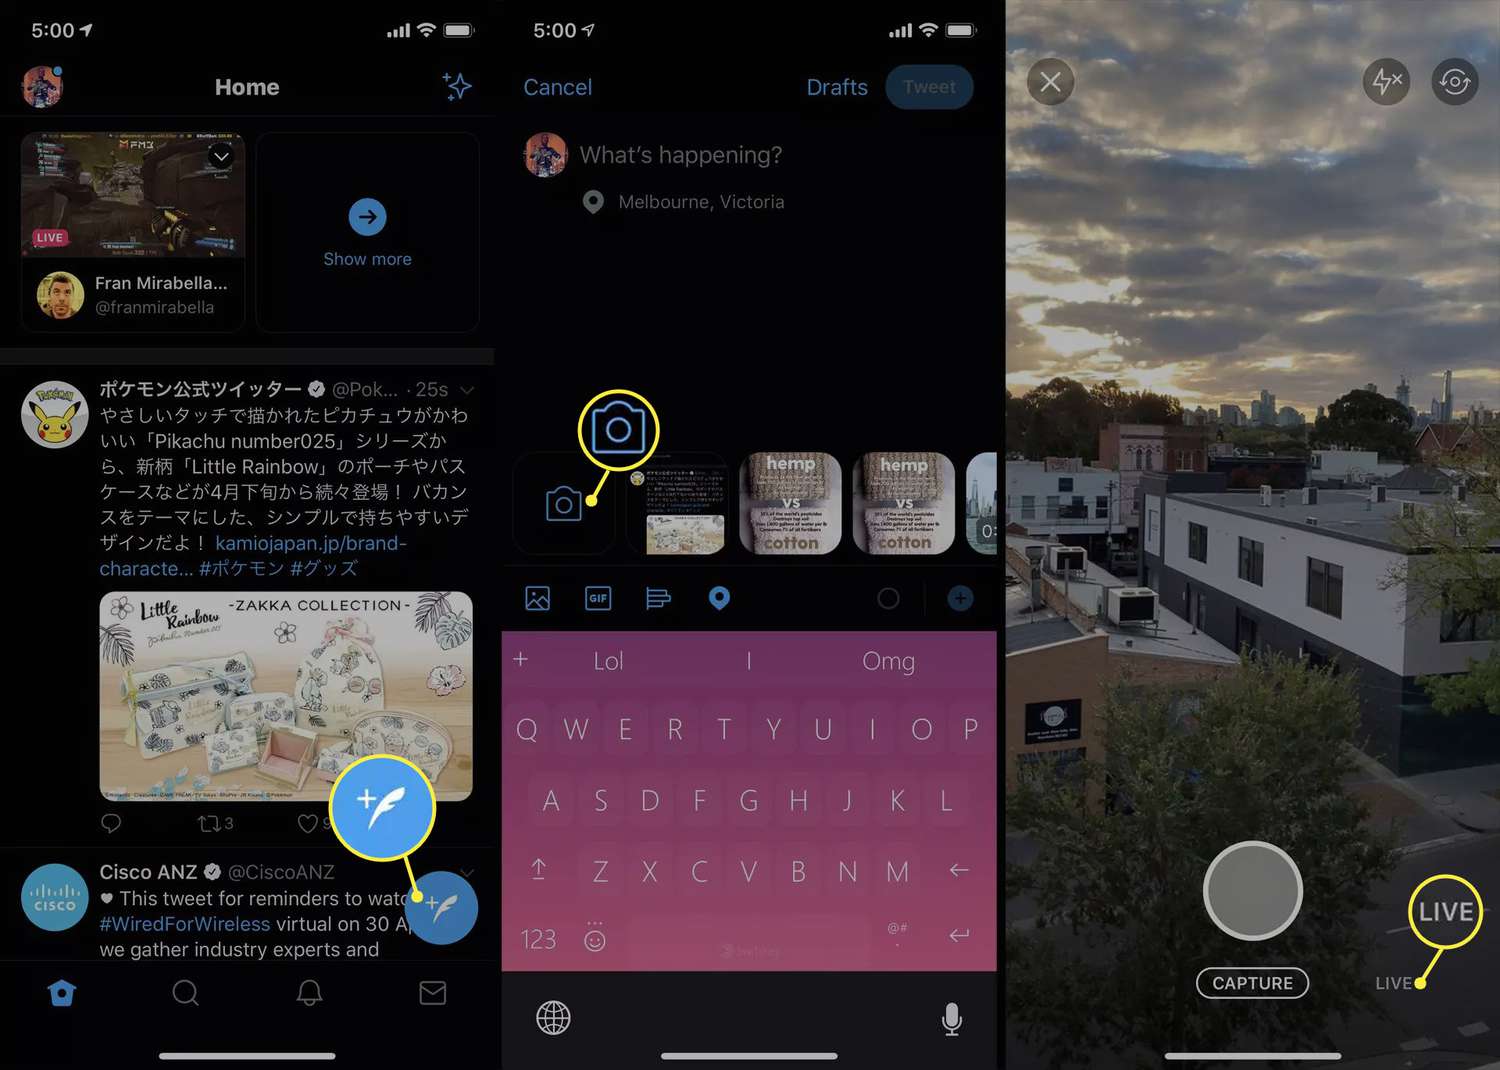 5:00
Home
LIVE
Fran Mirabella...
@franmirabella
Show more
ポケモン公式ツイッター @Pok... · 25s
やさしいタッチで描かれたピカチュウがかわ
いい「Pikachu number025」シリーズか
ら、新柄「Little Rainbow」のポーチやパス
ケースなどが4月下旬から続々登場！ バカン
スをテーマにした、シンプルで持ちやすいデ
ザインだよ！ kamiojapan.jp/brand-
characte... #ポケモン #グッズ
Little
Rainbow
-ZAKKA COLLECTION-
3
9
CISCO
Cisco ANZ @CiscoANZ
♥ This tweet for reminders to watc
#WiredForWireless virtual on 30 A
we gather industry experts and
5:00
Cancel
Drafts
Tweet
What's happening?
Melbourne, Victoria
hemp
VS
cotton
hemp
VS
cotton
0:
GIF
+ Lol I Omg
Q W E R T Y U I O P
A S D F G H J K L
Z X C V B N M
123
@#
LIVE
CAPTURE
LIVE